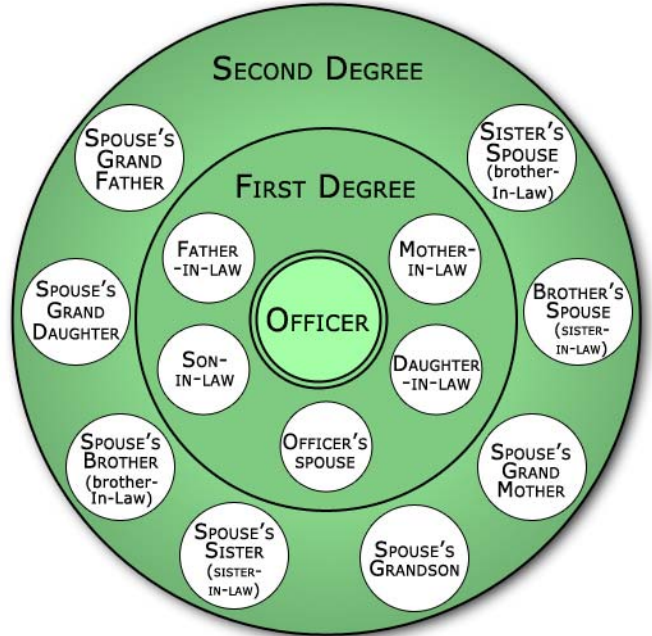 SECOND DEGREE
SPOUSE'S
GRAND
FATHER
SISTER'S
SPOUSE
(brother-
In-Law)
FIRST DEGREE
FATHER
-IN-LAW
MOTHER-
IN-LAW
SPOUSE'S
GRAND
DAUGHTER
OFFICER
BROTHER'S
SPOUSE
(SISTER-
IN-LAW)
SON-
IN-LAW
DAUGHTER
-IN-LAW
SPOUSE'S
BROTHER
(brother-
In-Law)
OFFICER'S
SPOUSE
SPOUSE'S
GRAND
MOTHER
SPOUSE'S
SISTER
(SISTER-
IN-LAW)
SPOUSE'S
GRANDSON